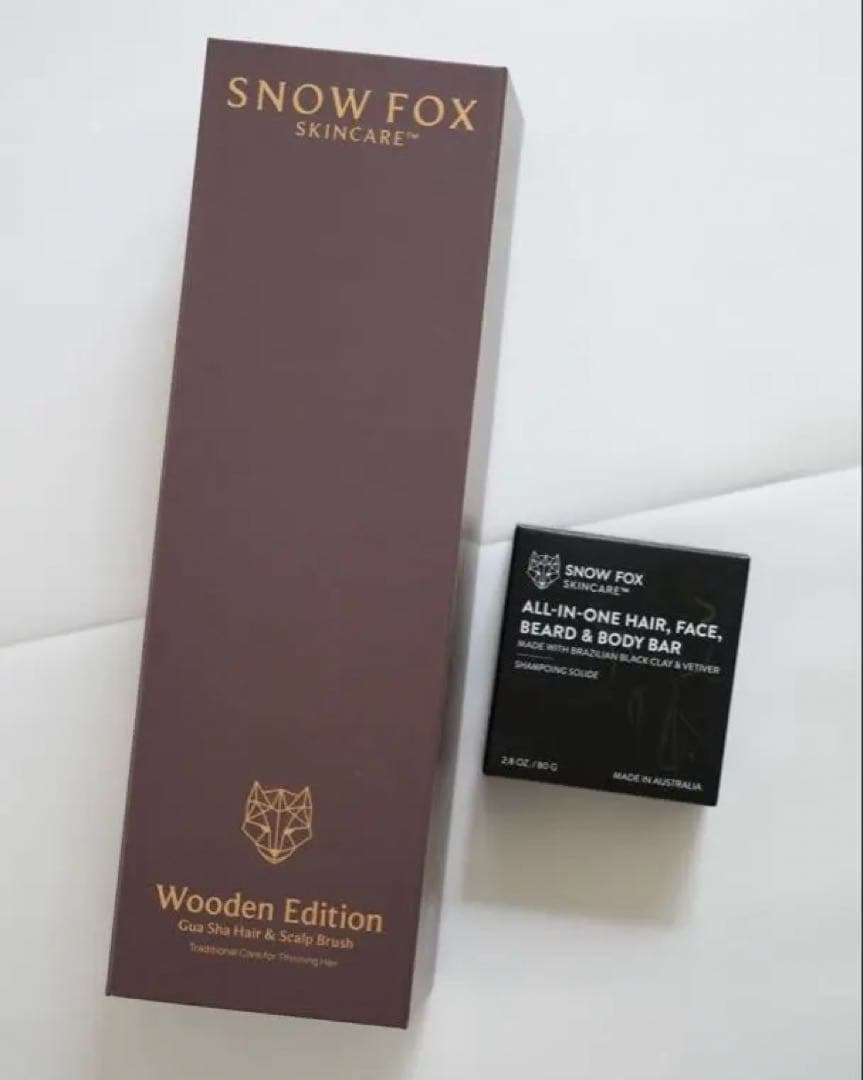 SNOW FOX
SKINCARE™
Wooden Edition
Gua Sha Hair & Scalp Brush
Traditional Care for Thriving Hair
SNOW FOX
SKINCARE™
ALL-IN-ONE HAIR, FACE,
BEARD & BODY BAR
MADE WITH BRAZILIAN BLACK CLAY & VETIVER
SHAMPOING SOLIDE
2.8 OZ. / 80 G
MADE IN AUSTRALIA